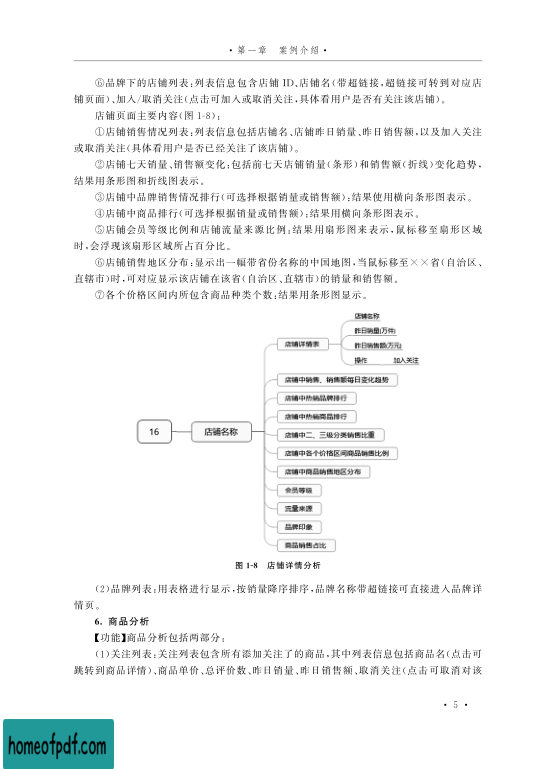 • 第一章　案例介绍 •
⑥品牌下的店铺列表:列表信息包含店铺 ID、店铺名(带超链接,超链接可转到对应店
铺页面)、加入/取消关注(点击可加入或取消关注,具体看用户是否有关注该店铺)。
店铺页面主要内容(图 1-8):
①店铺销售情况列表:列表信息包括店铺名、店铺昨日销量、昨日销售额,以及加入关注
或取消关注(具体看用户是否已经关注了该店铺)。
②店铺七天销量、销售额变化:包括前七天店铺销量(条形)和销售额(折线)变化趋势,
结果用条形图和折线图表示。
③店铺中品牌销售情况排行(可选择根据销量或销售额):结果使用横向条形图表示。
④店铺中商品排行(可选择根据销量或销售额):结果用横向条形图表示。
⑤店铺会员等级比例和店铺流量来源比例:结果用扇形图来表示,鼠标移至扇形区域
时,会浮现该扇形区域所占百分比。
⑥店铺销售地区分布:显示出一幅带省份名称的中国地图,当鼠标移至××省(自治区、
直辖市)时,可对应显示该店铺在该省(自治区、直辖市)的销量和销售额。
⑦各个价格区间内所包含商品种类个数:结果用条形图显示。
店铺名称
昨日销量(万件)
店铺详情表
昨日销售额(万元)
操作　加入关注
店铺中销售、销售额每日变化趋势
店铺中热销品牌排行
店铺中热销商品排行
16　店铺名称　店铺中二、三级分类销售比重
店铺中各个价格区间商品销售比例
店铺中商品销售地区分布
会员等级
流量来源
品牌印象
商品销售占比
图 1-8　店铺详情分析
(2)品牌列表:用表格进行显示,按销量降序排序,品牌名称带超链接可直接进入品牌详
情页。
6. 商品分析
【功能】商品分析包括两部分:
(1)关注列表:关注列表包含所有添加关注了的商品,其中列表信息包括商品名(点击可
跳转到商品详情)、商品单价、总评价数、昨日销量、昨日销售额、取消关注(点击可取消对该
• 5 •
homeofpdf.com